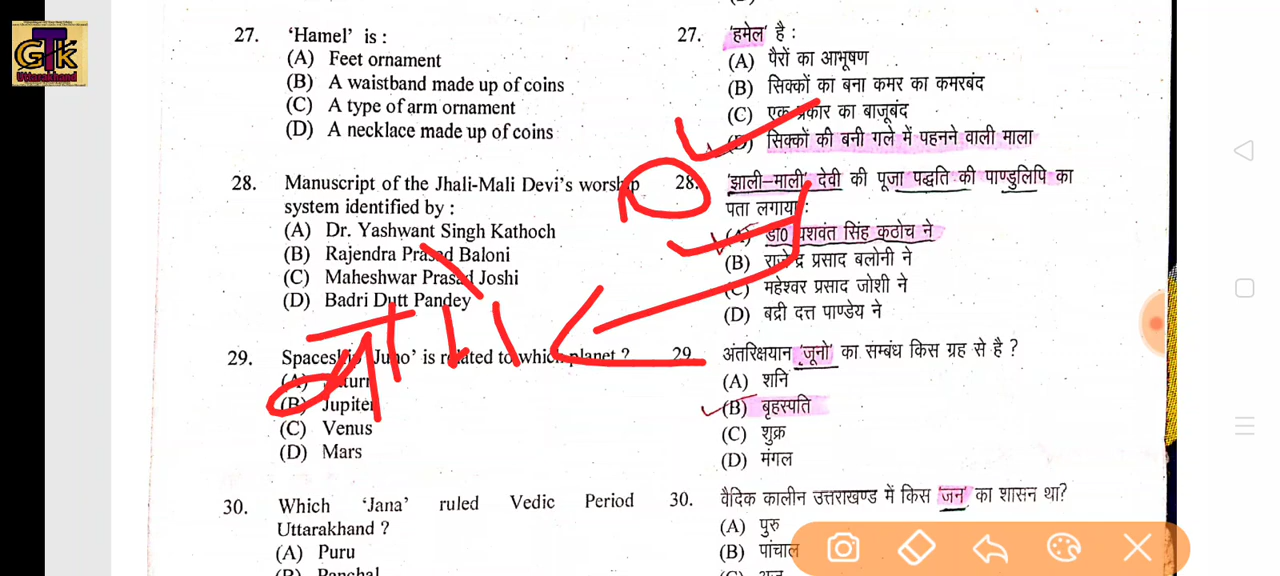 GTK
Uttarakhand
27. 'Hamel' is :
(A) Feet ornament
(B) A waistband made up of coins
(C) A type of arm ornament
(D) A necklace made up of coins
28. Manuscript of the Jhali-Mali Devi's worship
system identified by :
(A) Dr. Yashwant Singh Kathoch
(B) Rajendra Prasad Baloni
(C) Maheshwar Prasad Joshi
(D) Badri Dutt Pandey
29. Spaceship 'Juno' is related to which planet ?
(A) Saturn
(B) Jupiter
(C) Venus
(D) Mars
30. Which 'Jana' ruled Vedic Period
Uttarakhand ?
(A) Puru
(B) Panchal
27. 'हमेल' है :
(A) पैरों का आभूषण
(B) सिक्कों का बना कमर का कमरबंद
(C) एक प्रकार का बाजूबंद
(D) सिक्कों की बनी गले में पहनने वाली माला
28. 'झाली–माली' देवी की पूजा पद्धति की पाण्डुलिपि का
पता लगाया :
(A) डा0 यशवंत सिंह कठोच ने
(B) राजेन्द्र प्रसाद बलोनी ने
(C) महेश्वर प्रसाद जोशी ने
(D) बद्री दत्त पाण्डेय ने
29. अंतरिक्षयान 'जूनो' का सम्बंध किस ग्रह से है ?
(A) शनि
(B) बृहस्पति
(C) शुक्र
(D) मंगल
30. वैदिक कालीन उत्तराखण्ड में किस 'जन' का शासन था?
(A) पुरु
(B) पांचाल